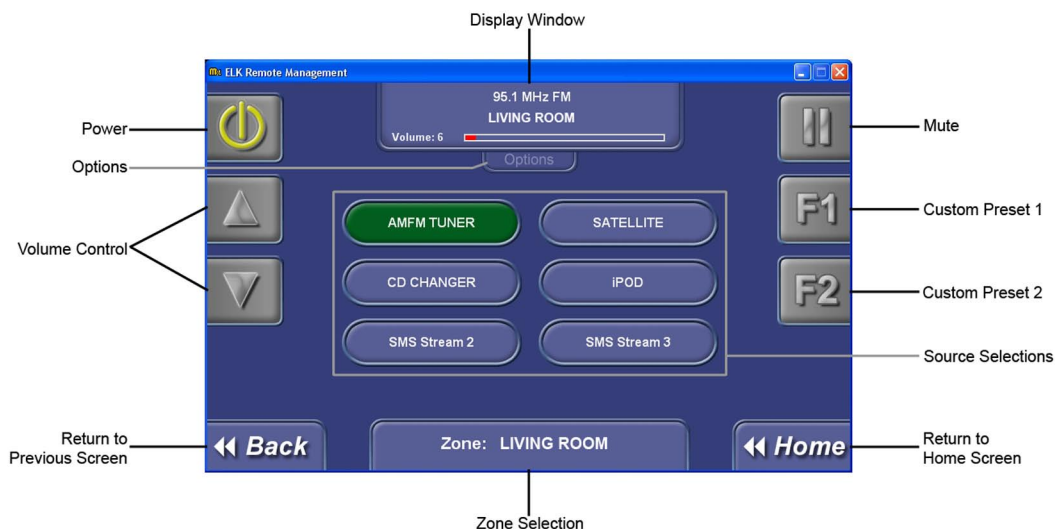 Display Window
ELK Remote Management
95.1 MHz FM
LIVING ROOM
Volume: 6
Options
Power
Options
Volume Control
Mute
F1
Custom Preset 1
F2
Custom Preset 2
AMFM TUNER
SATELLITE
CD CHANGER
iPOD
SMS Stream 2
SMS Stream 3
Source Selections
Return to
Previous Screen
Back
Zone: LIVING ROOM
Home
Return to
Home Screen
Zone Selection